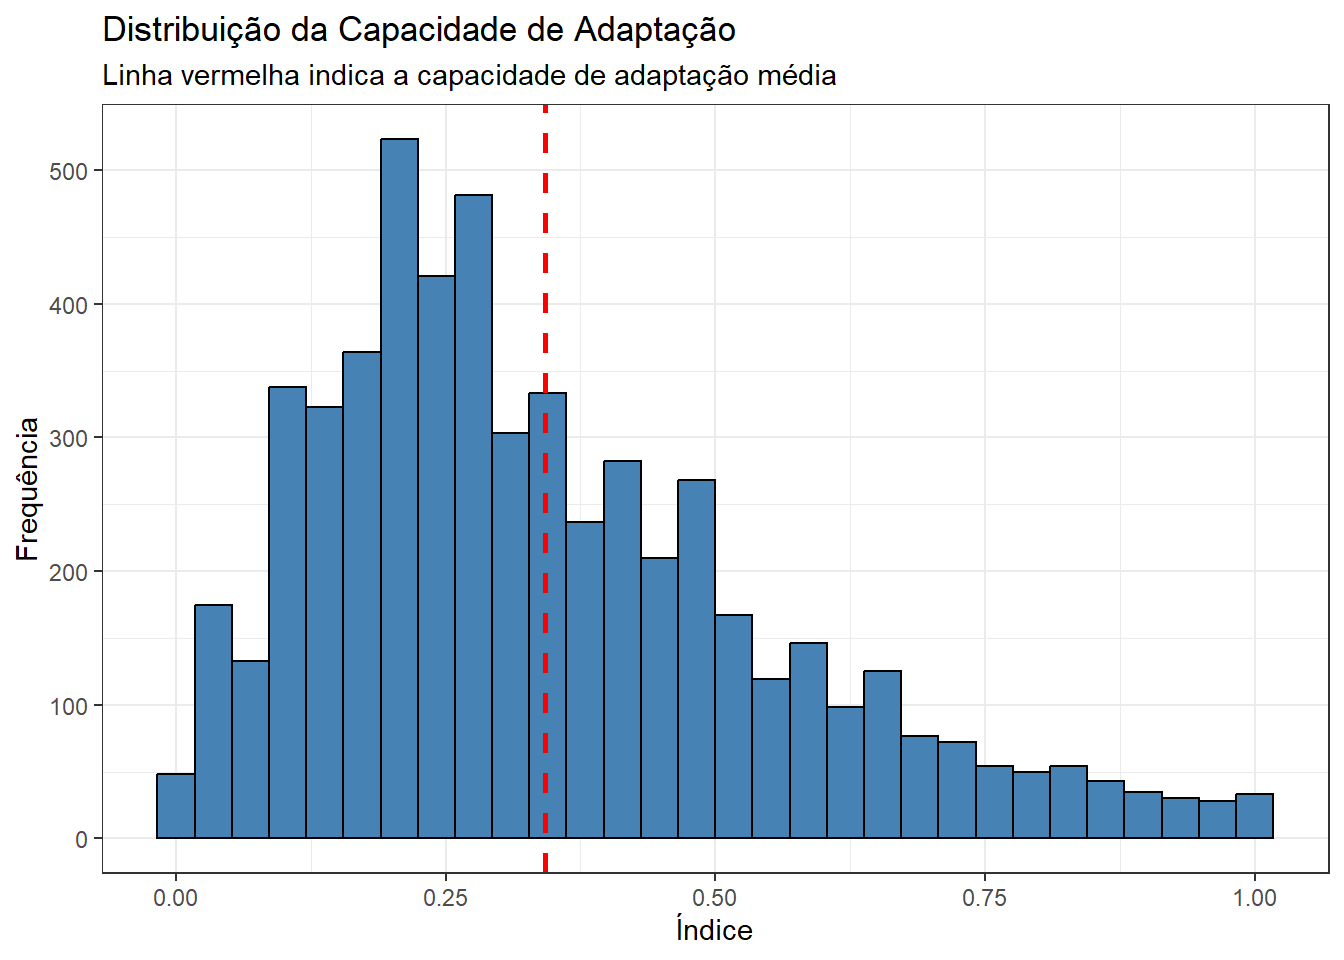 Distribuição da Capacidade de Adaptação
Linha vermelha indica a capacidade de adaptação média
500
400
300
200
100
0
Frequência
0.00 0.25 0.50 0.75 1.00
Índice